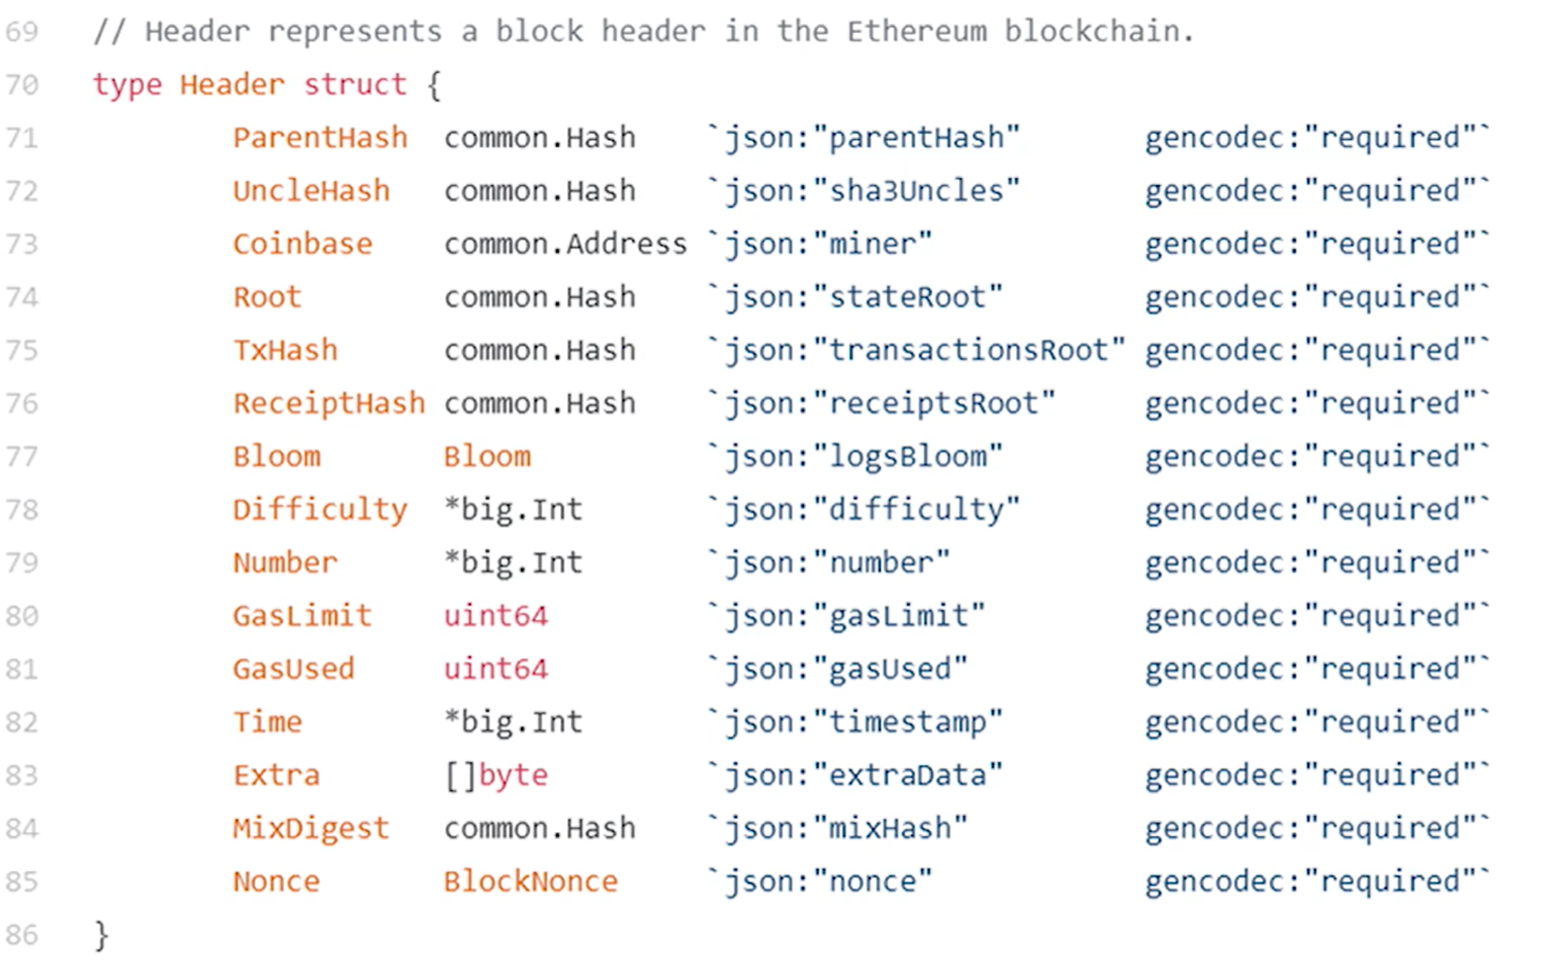 69 // Header represents a block header in the Ethereum blockchain.
70 type Header struct {
71 ParentHash common.Hash `json:"parentHash" gencodec:"required"`
72 UncleHash common.Hash `json:"sha3Uncles" gencodec:"required"`
73 Coinbase common.Address `json:"miner" gencodec:"required"`
74 Root common.Hash `json:"stateRoot" gencodec:"required"`
75 TxHash common.Hash `json:"transactionsRoot" gencodec:"required"`
76 ReceiptHash common.Hash `json:"receiptsRoot" gencodec:"required"`
77 Bloom Bloom `json:"logsBloom" gencodec:"required"`
78 Difficulty *big.Int `json:"difficulty" gencodec:"required"`
79 Number *big.Int `json:"number" gencodec:"required"`
80 GasLimit uint64 `json:"gasLimit" gencodec:"required"`
81 GasUsed uint64 `json:"gasUsed" gencodec:"required"`
82 Time *big.Int `json:"timestamp" gencodec:"required"`
83 Extra []byte `json:"extraData" gencodec:"required"`
84 MixDigest common.Hash `json:"mixHash" gencodec:"required"`
85 Nonce BlockNonce `json:"nonce" gencodec:"required"`
86 }